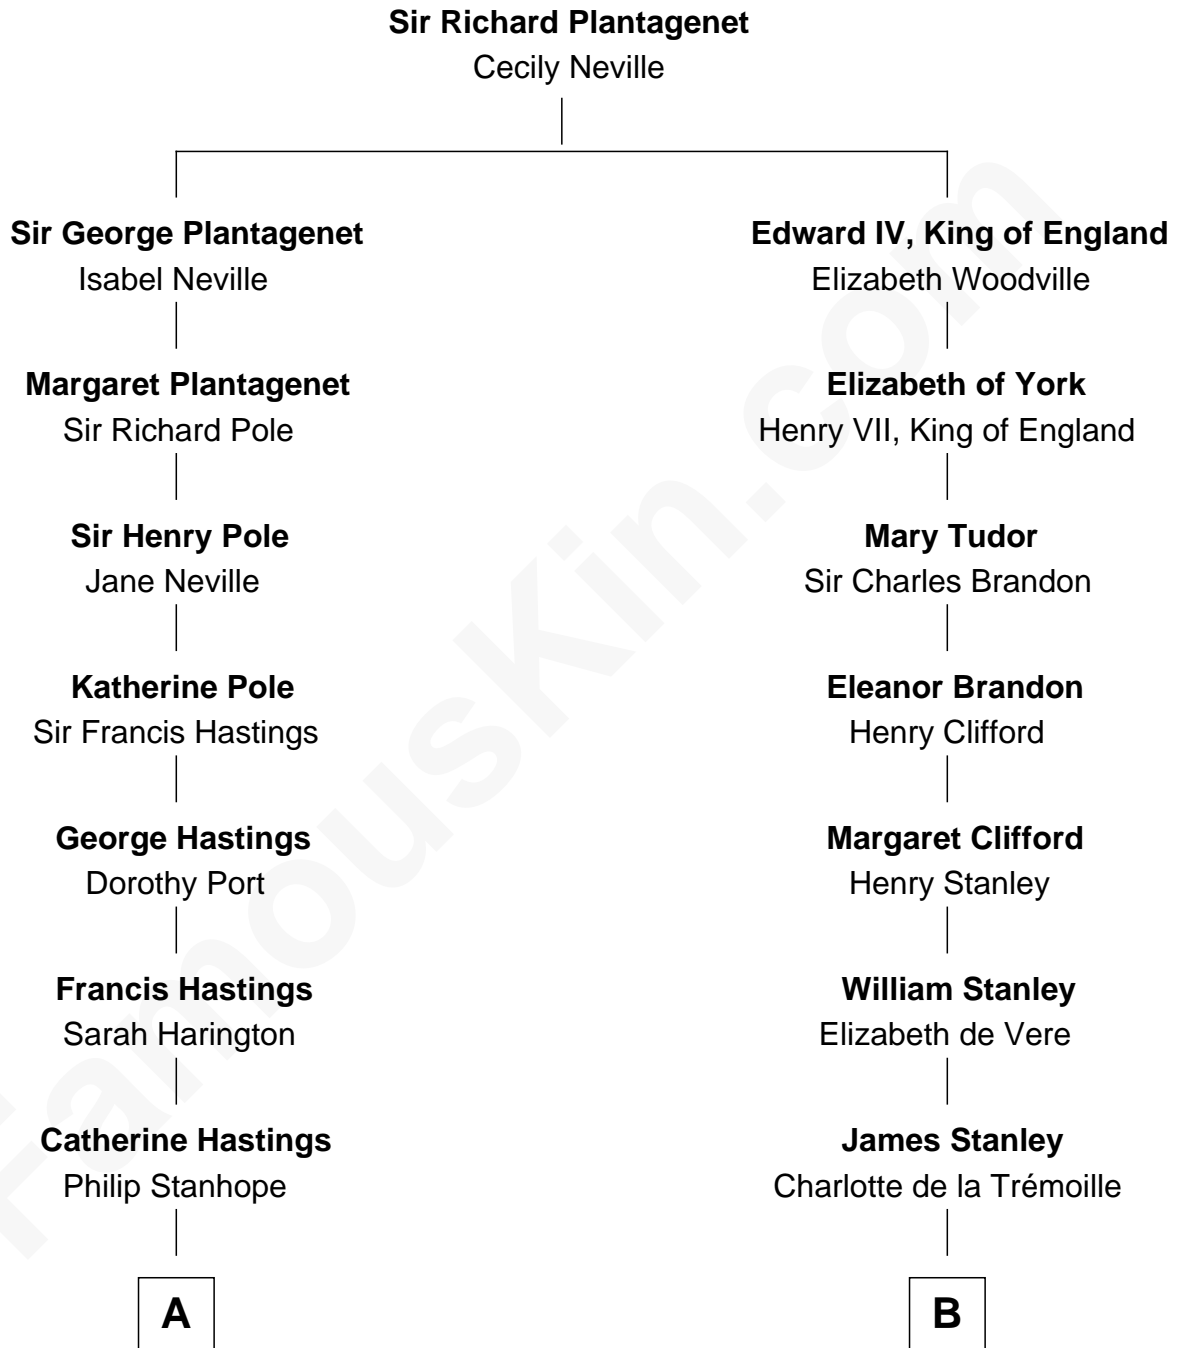 Sir Richard Plantagenet
Cecily Neville
Sir George Plantagenet
Isabel Neville
Margaret Plantagenet
Sir Richard Pole
Sir Henry Pole
Jane Neville
Katherine Pole
Sir Francis Hastings
George Hastings
Dorothy Port
Francis Hastings
Sarah Harington
Catherine Hastings
Philip Stanhope
A
Edward IV, King of England
Elizabeth Woodville
Elizabeth of York
Henry VII, King of England
Mary Tudor
Sir Charles Brandon
Eleanor Brandon
Henry Clifford
Margaret Clifford
Henry Stanley
William Stanley
Elizabeth de Vere
James Stanley
Charlotte de la Trémoille
B
FamousKin.com